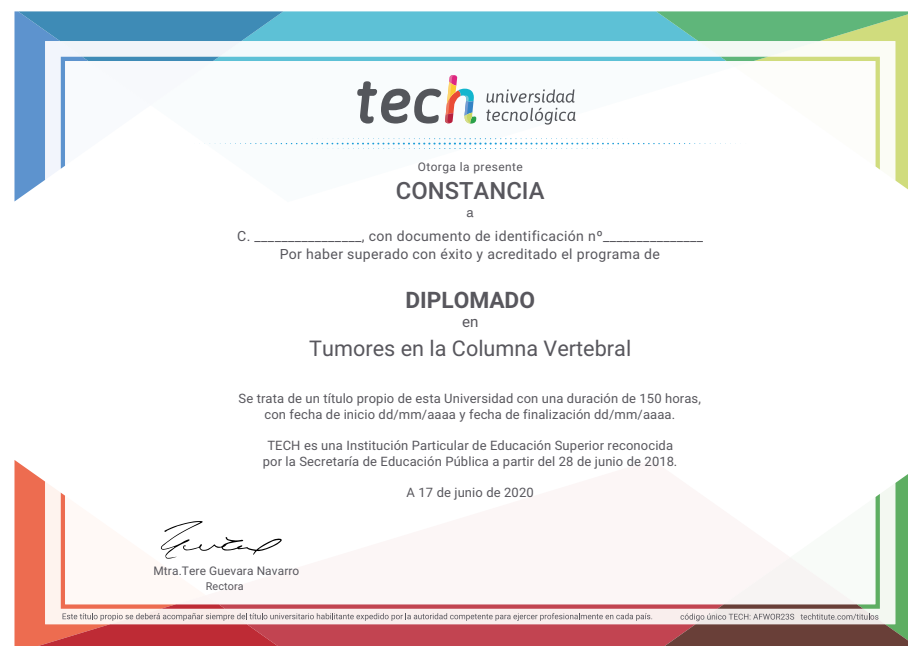 tech universidad
tecnológica
Otorga la presente
CONSTANCIA
a
C. ________________, con documento de identificación nº_______________
Por haber superado con éxito y acreditado el programa de
DIPLOMADO
en
Tumores en la Columna Vertebral
Se trata de un título propio de esta Universidad con una duración de 150 horas,
con fecha de inicio dd/mm/aaaa y fecha de finalización dd/mm/aaaa.
TECH es una Institución Particular de Educación Superior reconocida
por la Secretaría de Educación Pública a partir del 28 de junio de 2018.
A 17 de junio de 2020
Mtra.Tere Guevara Navarro
Rectora
Este título propio se deberá acompañar siempre del título universitario habilitante expedido por la autoridad competente para ejercer profesionalmente en cada país. código único TECH: AFWOR23S techtitute.com/titulos